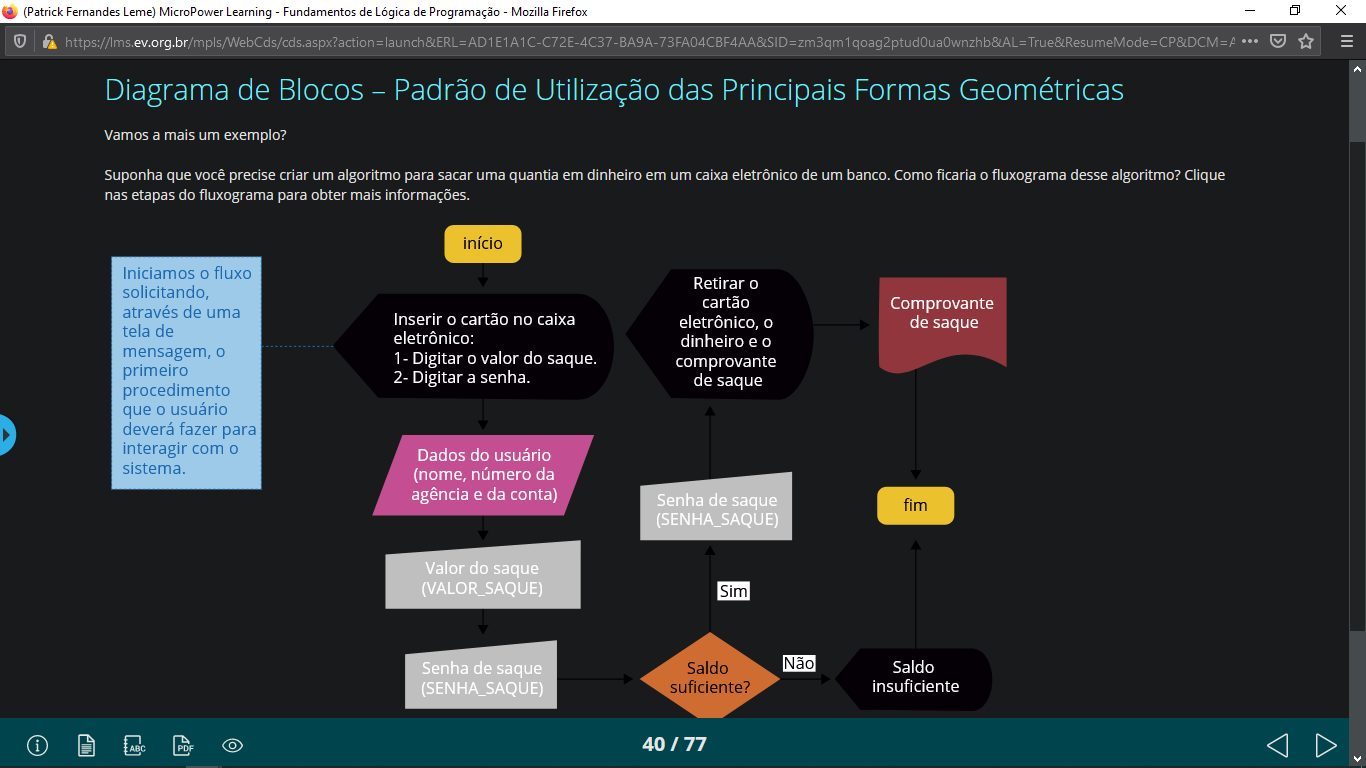 (Patrick Fernandes Leme) MicroPower Learning - Fundamentos de Lógica de Programação - Mozilla Firefox
https://lms.ev.org.br/mpls/WebCds/cds.aspx?action=launch&ERL=AD1E1A1C-C72E-4C37-BA9A-73FA04CBF4AA&SID=zm3qm1qoag2ptud0ua0wnzhb&AL=True&ResumeMode=CP&DCM=A
Diagrama de Blocos – Padrão de Utilização das Principais Formas Geométricas
Vamos a mais um exemplo?
Suponha que você precise criar um algoritmo para sacar uma quantia em dinheiro em um caixa eletrônico de um banco. Como ficaria o fluxograma desse algoritmo? Clique
nas etapas do fluxograma para obter mais informações.
início
Iniciamos o fluxo
solicitando,
através de uma
tela de
mensagem, o
primeiro
procedimento
que o usuário
deverá fazer para
interagir com o
sistema.
Inserir o cartão no caixa
eletrônico:
1- Digitar o valor do saque.
2- Digitar a senha.
Dados do usuário
(nome, número da
agência e da conta)
Valor do saque
(VALOR_SAQUE)
Senha de saque
(SENHA_SAQUE)
Saldo
suficiente?
Sim
Senha de saque
(SENHA_SAQUE)
Retirar o
cartão
eletrônico, o
dinheiro e o
comprovante
de saque
Comprovante
de saque
Não
Saldo
insuficiente
fim
ABC
PDF
40 / 77